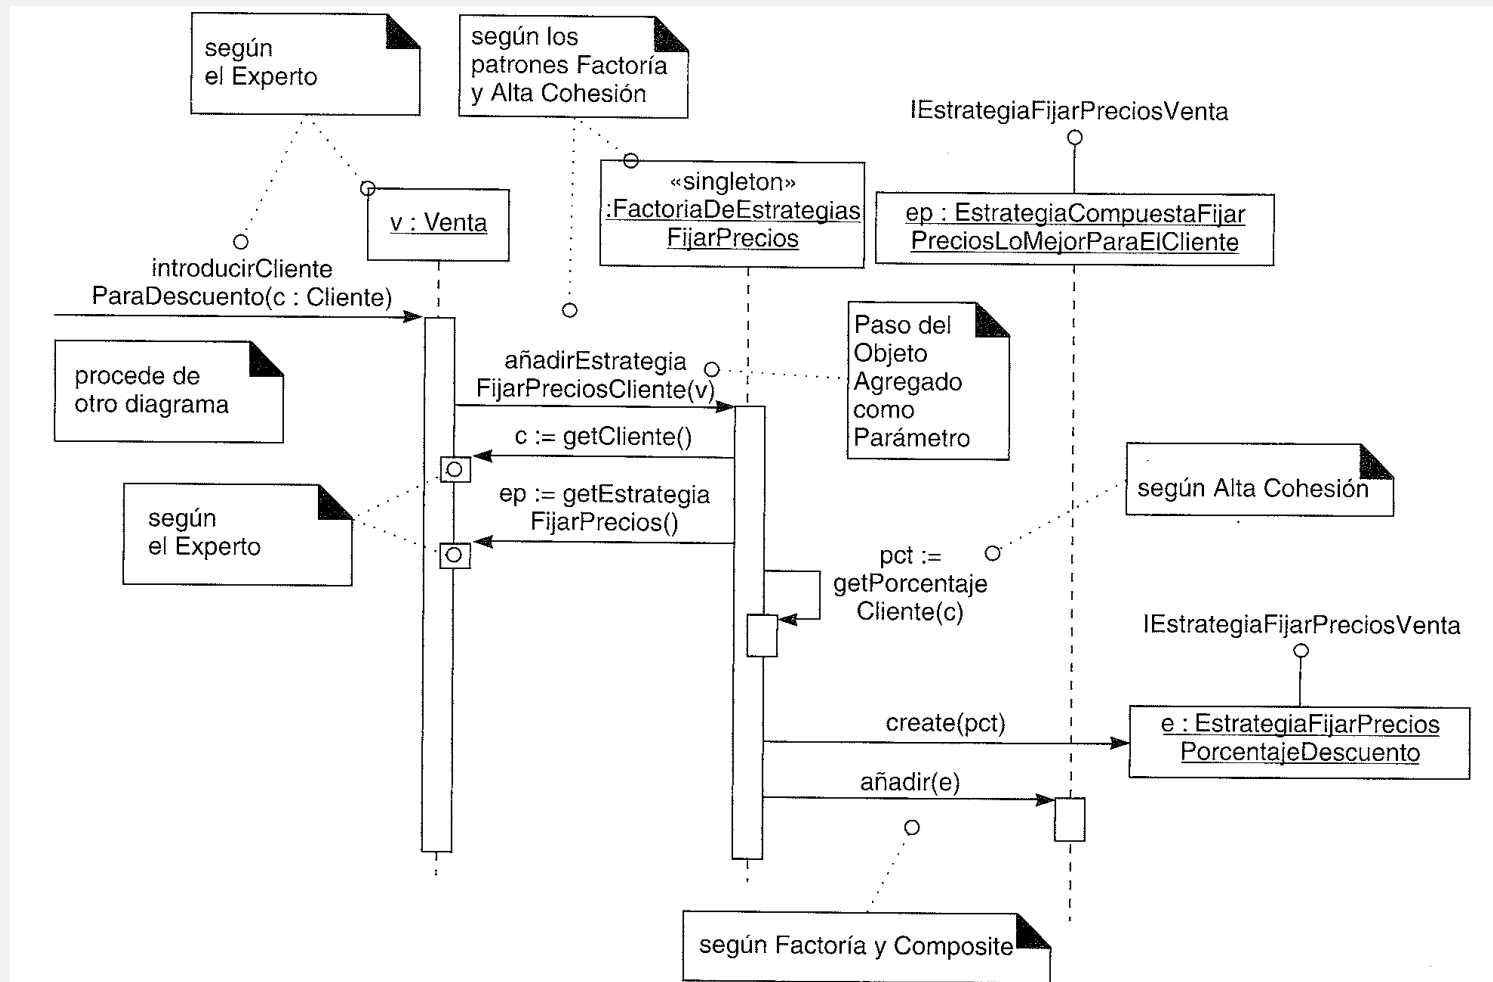 según
el Experto
según los
patrones Factoría
y Alta Cohesión
IEstrategiaFijarPreciosVenta
v : Venta
«singleton»
:FactoriaDeEstrategias
FijarPrecios
ep : EstrategiaCompuestaFijar
PreciosLoMejorParaElCliente
introducirCliente
ParaDescuento(c : Cliente)
procede de
otro diagrama
añadirEstrategia
FijarPreciosCliente(v)
Paso del
Objeto
Agregado
como
Parámetro
c := getCliente()
según
el Experto
ep := getEstrategia
FijarPrecios()
según Alta Cohesión
pct :=
getPorcentaje
Cliente(c)
IEstrategiaFijarPreciosVenta
create(pct)
e : EstrategiaFijarPrecios
PorcentajeDescuento
añadir(e)
según Factoría y Composite